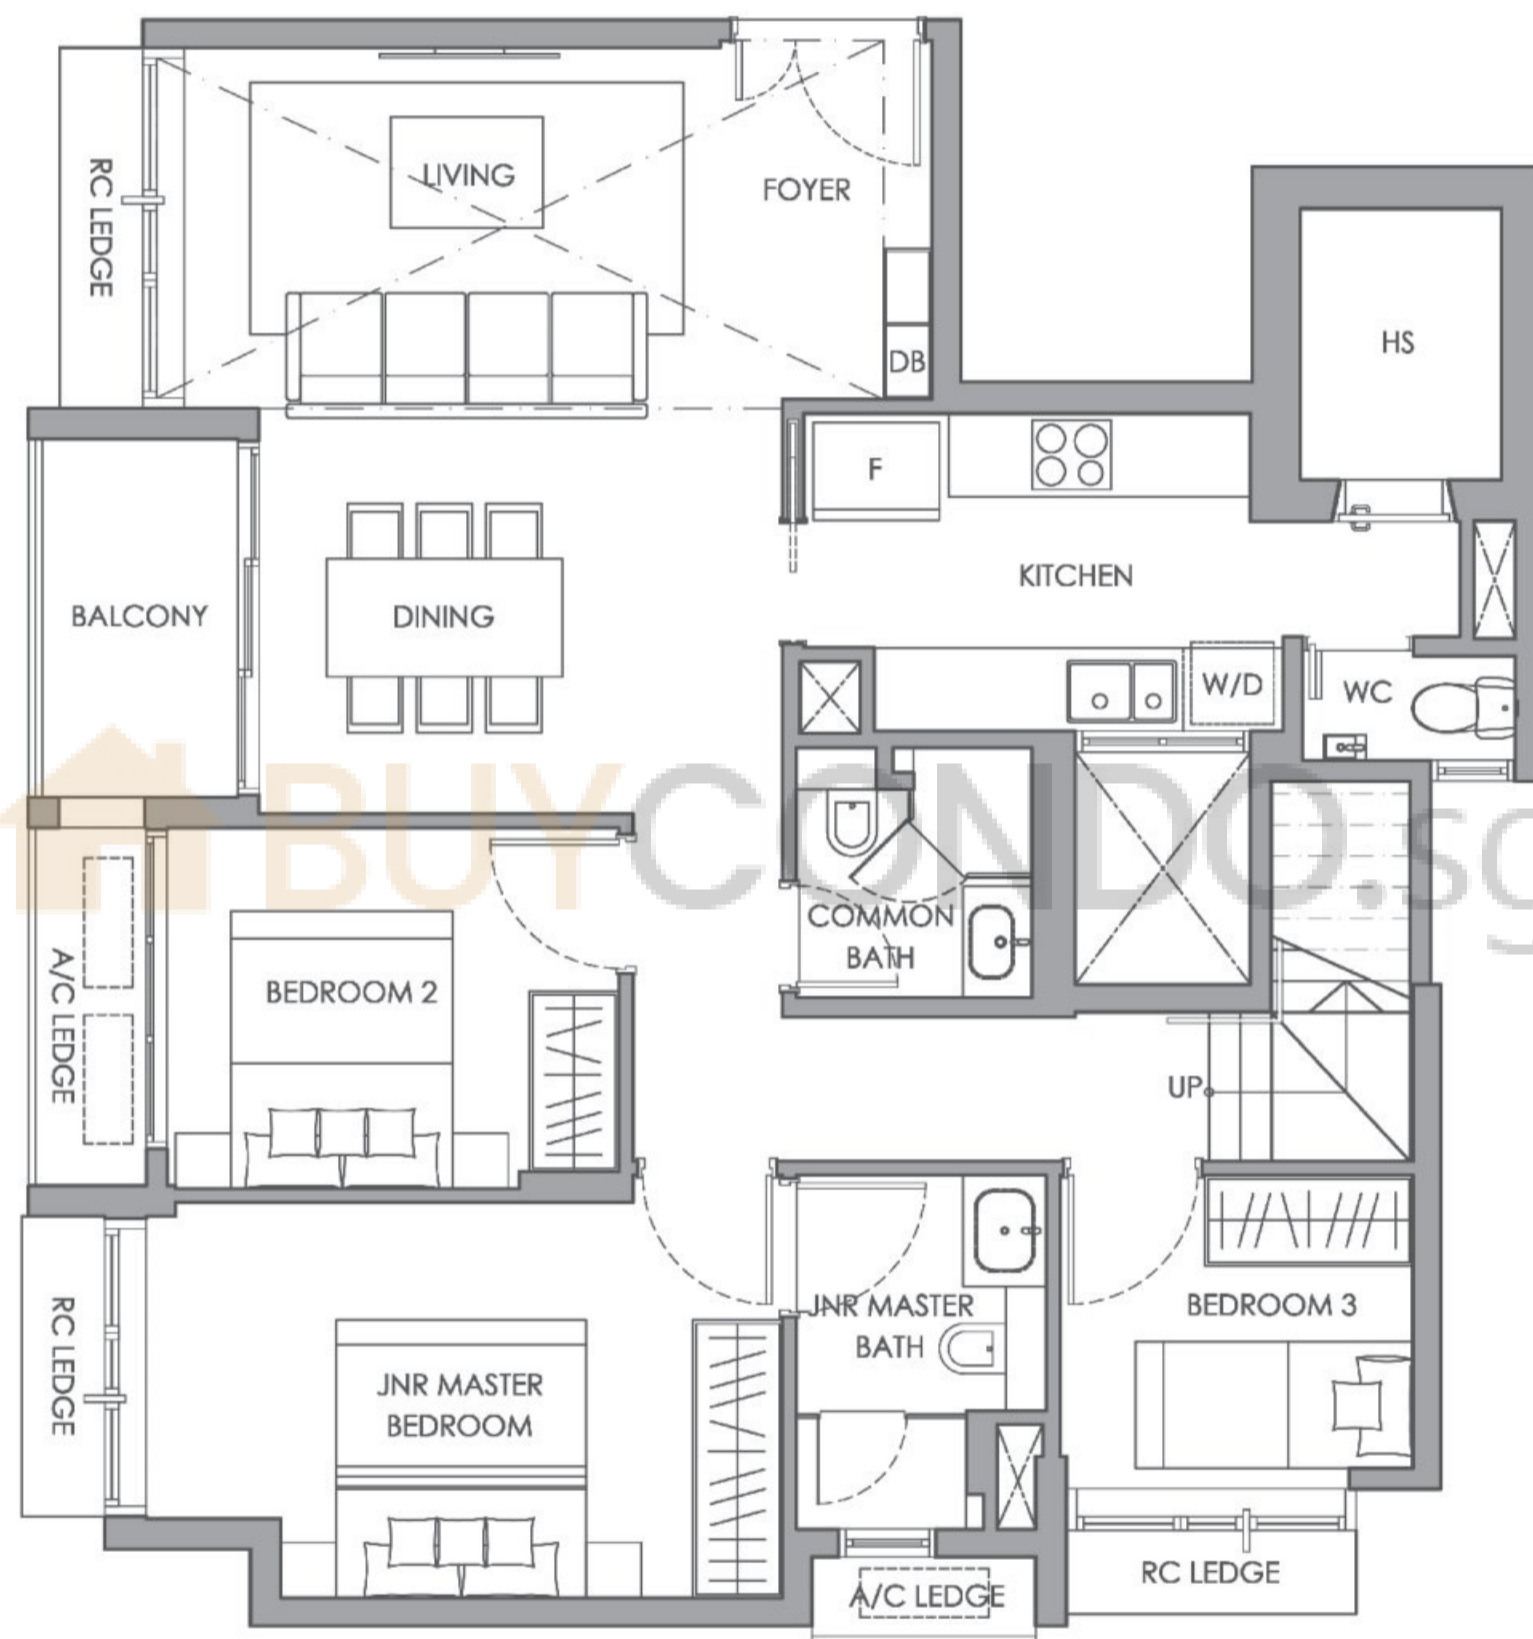 LIVING
FOYER
RC LEDGE
HS
DB
F
KITCHEN
BALCONY
DINING
W/D
WC
BUYCONDO.sg
COMMON
BATH
A/C LEDGE
BEDROOM 2
UP
RC LEDGE
JNR MASTER
BATH
BEDROOM 3
JNR MASTER
BEDROOM
A/C LEDGE
RC LEDGE